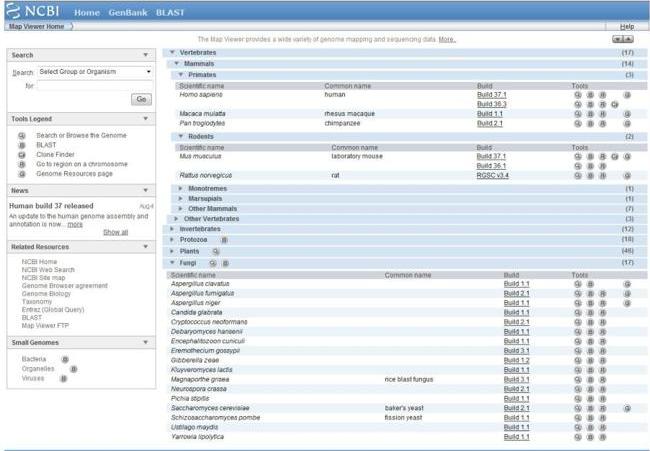 NCBI Home GenBank BLAST
Map Viewer Home Help
The Map Viewer provides a wide variety of genome mapping and sequencing data. More..
Search
Search: Select Group or Organism
for:
Go
Tools Legend
Search or Browse the Genome
BLAST
Clone Finder
Go to region on a chromosome
Genome Resources page
News
Human build 37 released Aug4
An update to the human genome assembly and
annotation is now... more
Show all
Related Resources
NCBI Home
NCBI Web Search
NCBI Site map
Genome Browser agreement
Genome Biology
Taxonomy
Entrez (Global Query)
BLAST
Map Viewer FTP
Small Genomes
Bacteria B
Organelles B
Viruses B
Vertebrates (17)
Mammals (14)
Primates (3)
Scientific name Common name Build Tools
Homo sapiens human Build 37.1
Build 36.3
Macaca mulatta rhesus macaque Build 1.1
Pan troglodytes chimpanzee Build 2.1
Rodents (2)
Scientific name Common name Build Tools
Mus musculus laboratory mouse Build 37.1
Build 36.1
Rattus norvegicus rat RGSC v3.4
Monotremes (1)
Marsupials (1)
Other Mammals (7)
Other Vertebrates (3)
Invertebrates (12)
Protozoa B (18)
Plants (46)
Fungi B (17)
Scientific name Common name Build Tools
Aspergillus clavatus Build 1.1
Aspergillus fumigatus Build 2.1
Aspergillus niger Build 1.1
Candida glabrata Build 1.1
Cryptococcus neoformans Build 2.1
Debaryomyces hansenii Build 1.1
Encephalitozoon cuniculi Build 1.1
Eremothecium gossypii Build 3.1
Gibberella zeae Build 1.2
Kluyveromyces lactis Build 1.1
Magnaporthe grisea rice blast fungus Build 3.1
Neurospora crassa Build 2.1
Pichia stipitis Build 1.1
Saccharomyces cerevisiae baker's yeast Build 2.1
Schizosaccharomyces pombe fission yeast Build 1.1
Ustilago maydis Build 1.1
Yarrowia lipolytica Build 1.1